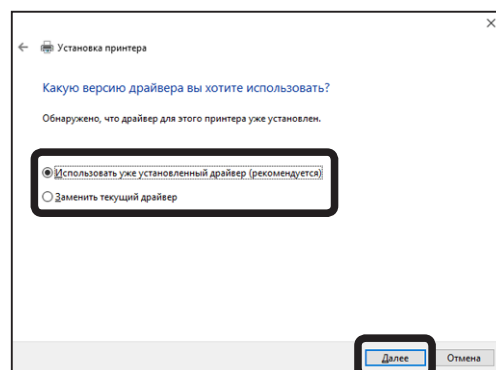 Установка принтера
Какую версию драйвера вы хотите использовать?
Обнаружено, что драйвер для этого принтера уже установлен.
Использовать уже установленный драйвер (рекомендуется)
Заменить текущий драйвер
Далее
Отмена